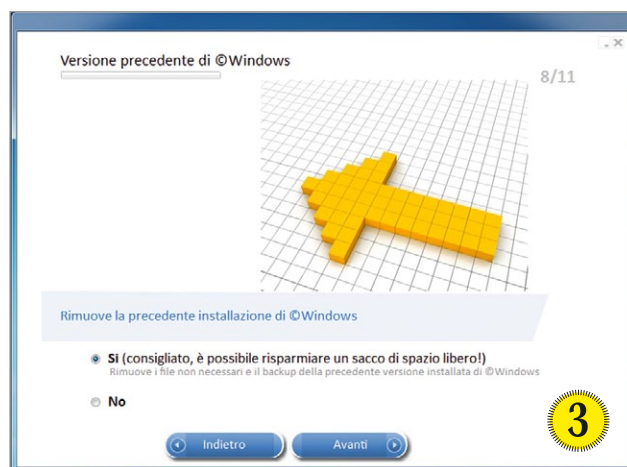 Versione precedente di ©Windows
8/11
Rimuove la precedente installazione di ©Windows
Si (consigliato, è possibile risparmiare un sacco di spazio libero!)
Rimuove i file non necessari e il backup della precedente versione installata di ©Windows
No
Indietro
Avanti
3